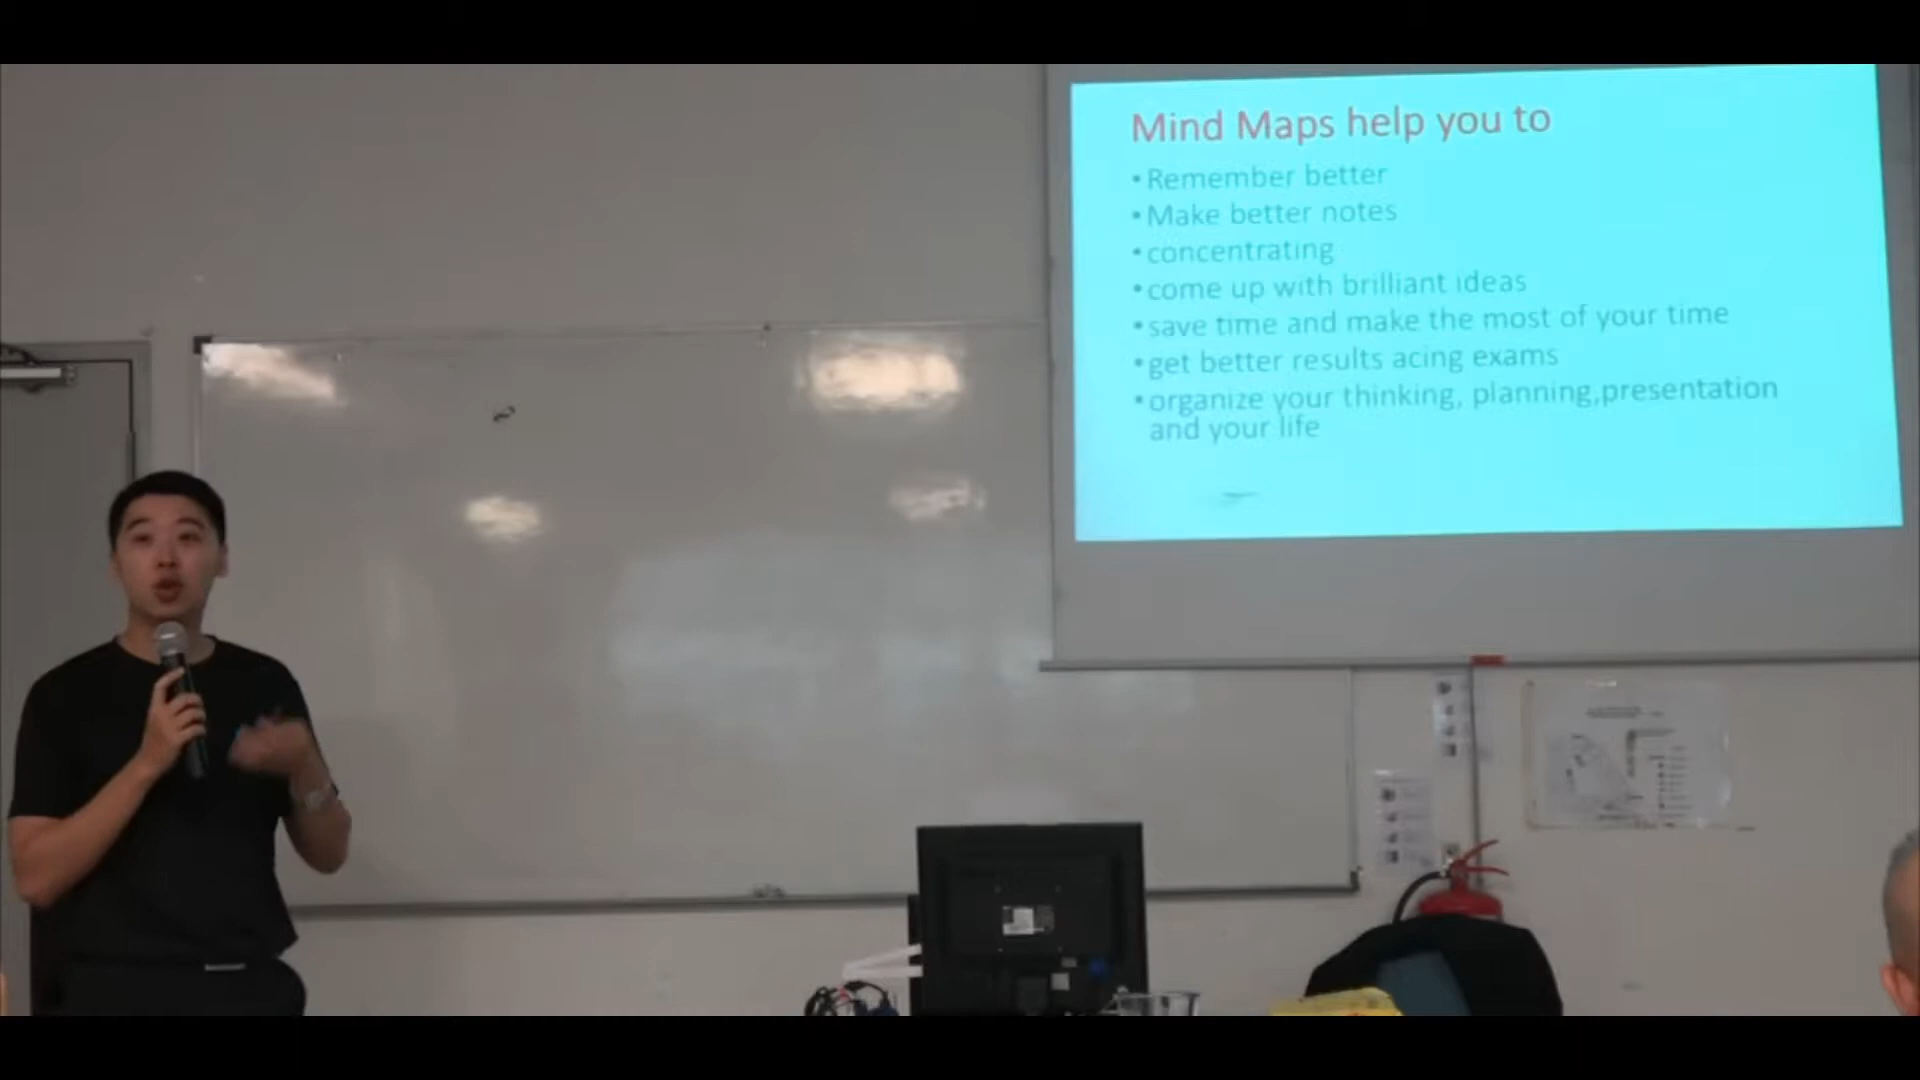 Mind Maps help you to
•Remember better
•Make better notes
•concentrating
•come up with brilliant ideas
•save time and make the most of your time
•get better results acing exams
•organize your thinking, planning,presentation
and your life